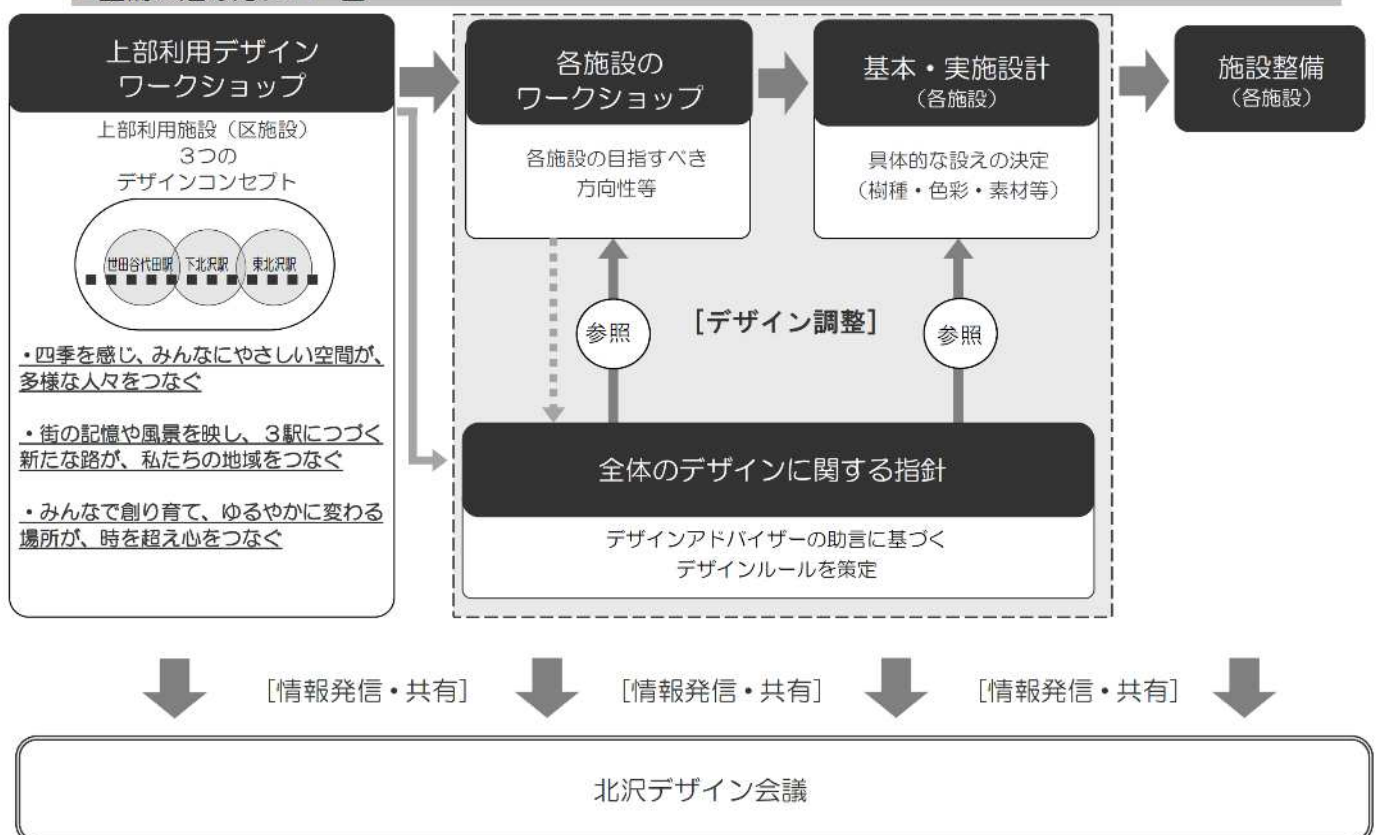 上部利用デザイン
ワークショップ
上部利用施設（区施設）
３つの
デザインコンセプト
世田谷代田駅
下北沢駅
東北沢駅
・四季を感じ、みんなにやさしい空間が、
多様な人々をつなぐ
・街の記憶や風景を映し、３駅につづく
新たな路が、私たちの地域をつなぐ
・みんなで創り育て、ゆるやかに変わる
場所が、時を超え心をつなぐ
各施設の
ワークショップ
各施設の目指すべき
方向性等
基本・実施設計
（各施設）
具体的な設えの決定
（樹種・色彩・素材等）
施設整備
（各施設）
参照
［デザイン調整］
参照
全体のデザインに関する指針
デザインアドバイザーの助言に基づく
デザインルールを策定
［情報発信・共有］
［情報発信・共有］
［情報発信・共有］
北沢デザイン会議